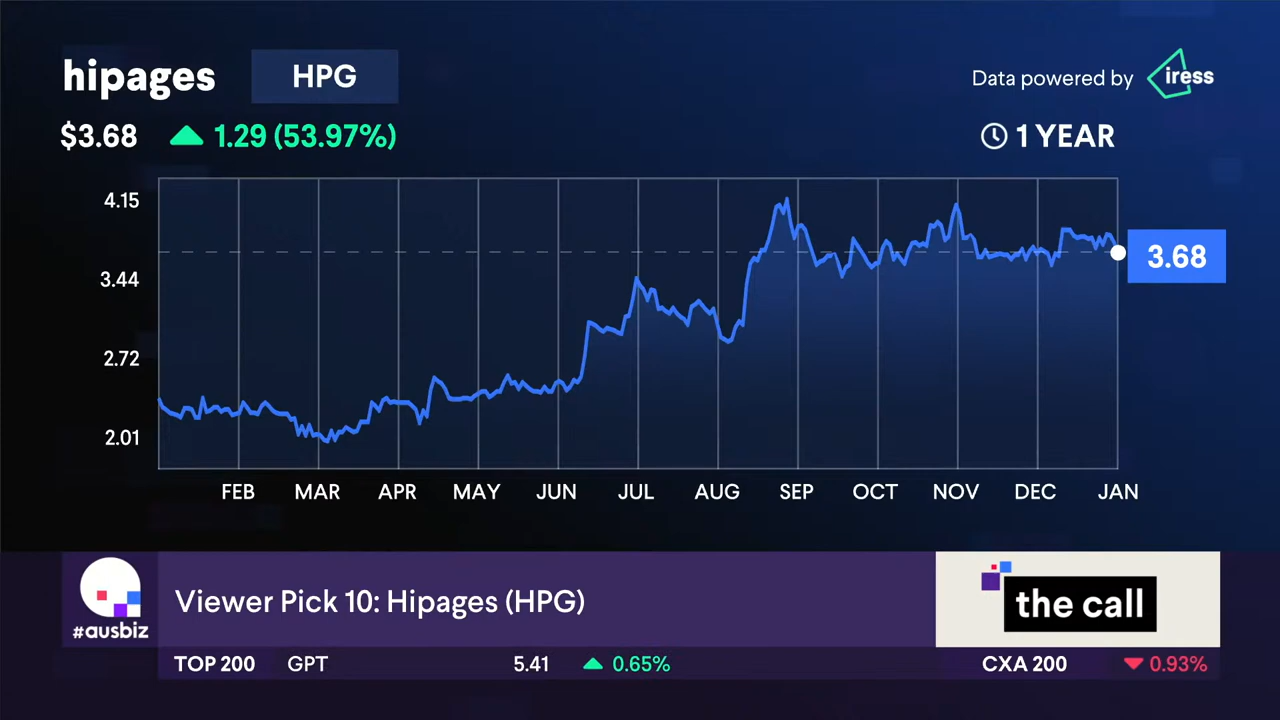 hipages HPG Data powered by iress
$3.68 ▲ 1.29 (53.97%) 1 YEAR
4.15
3.68
3.44
2.72
2.01
FEB MAR APR MAY JUN JUL AUG SEP OCT NOV DEC JAN
Viewer Pick 10: Hipages (HPG) the call
#ausbiz
TOP 200 GPT 5.41 ▲ 0.65% CXA 200 ▼ 0.93%